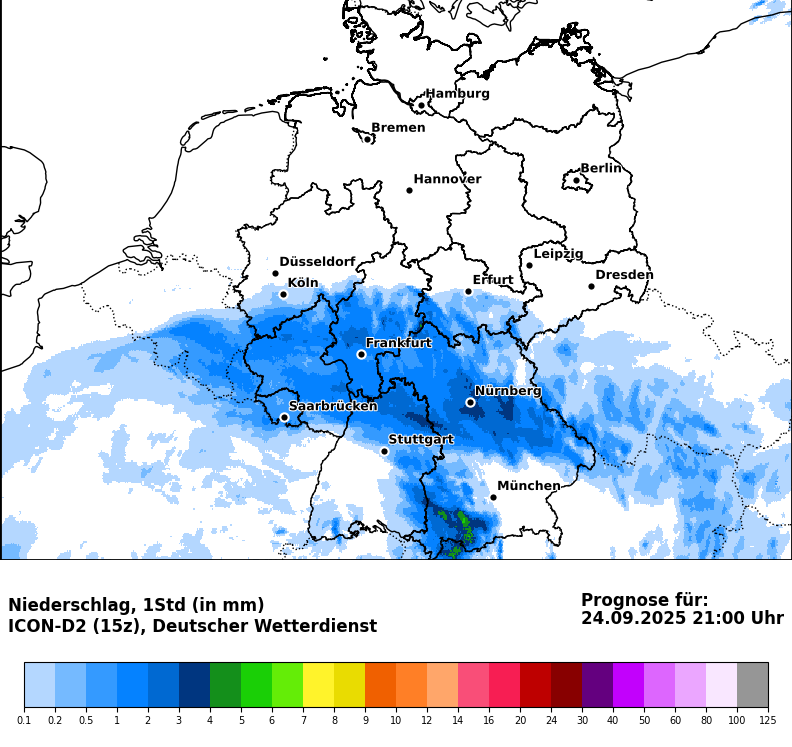 Hamburg
Bremen
Berlin
Hannover
Leipzig
Düsseldorf
Dresden
Köln
Erfurt
Frankfurt
Nürnberg
Saarbrücken
Stuttgart
München
Niederschlag, 1Std (in mm)
ICON-D2 (15z), Deutscher Wetterdienst
Prognose für:
24.09.2025 21:00 Uhr
0.1 0.2 0.5 1 2 3 4 5 6 7 8 9 10 12 14 16 20 24 30 40 50 60 80 100 125